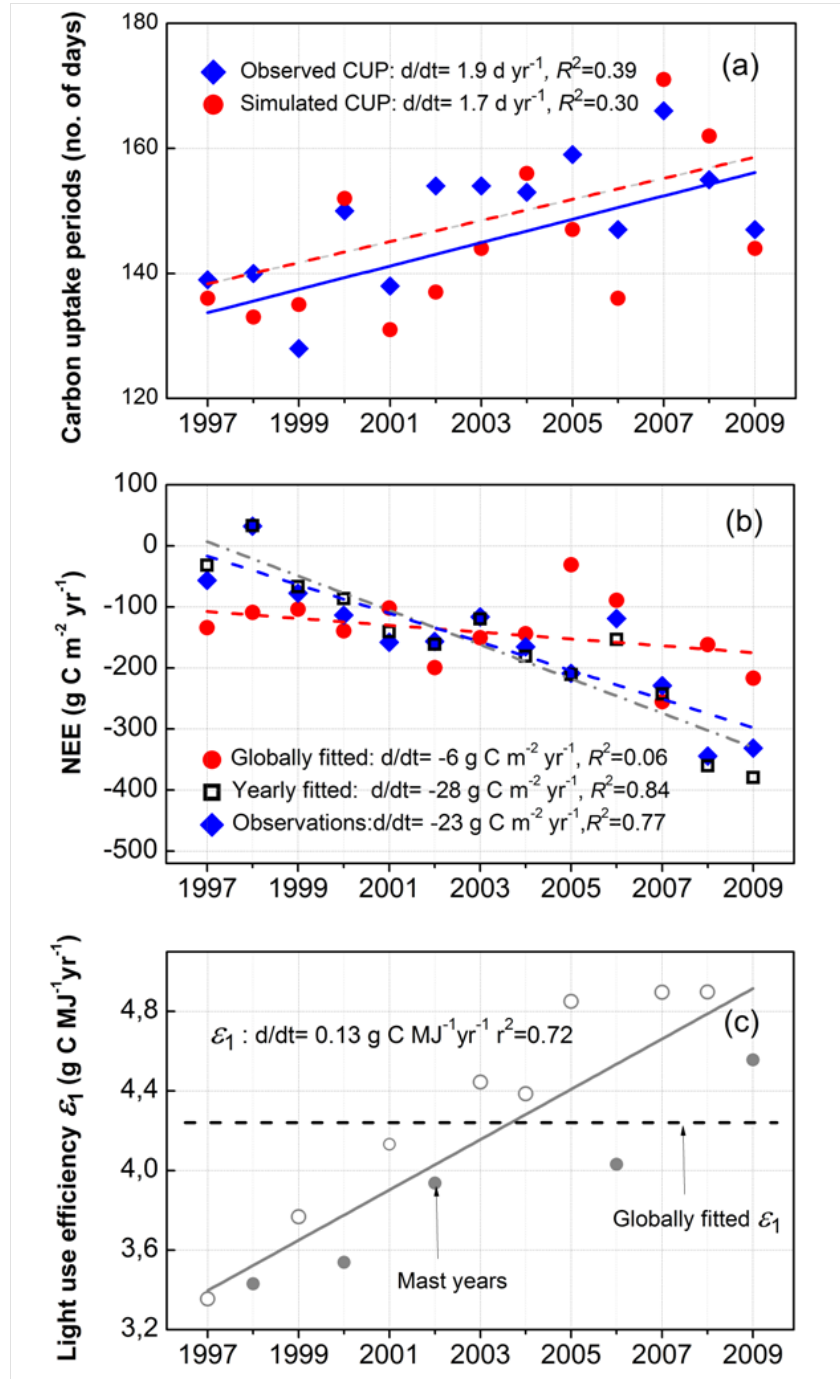 180
160
140
120
Carbon uptake periods (no. of days)
(a)
Observed CUP: d/dt= 1.9 d yr⁻¹, R²=0.39
Simulated CUP: d/dt= 1.7 d yr⁻¹, R²=0.30
1997 1999 2001 2003 2005 2007 2009
100
0
-100
-200
-300
-400
-500
NEE (g C m⁻² yr⁻¹)
(b)
Globally fitted: d/dt= -6 g C m⁻² yr⁻¹, R²=0.06
Yearly fitted: d/dt= -28 g C m⁻² yr⁻¹, R²=0.84
Observations:d/dt= -23 g C m⁻² yr⁻¹,R²=0.77
1997 1999 2001 2003 2005 2007 2009
4,8
4,4
4,0
3,6
3,2
Light use efficiency ε₁ (g C MJ⁻¹yr⁻¹)
(c)
ε₁ : d/dt= 0.13 g C MJ⁻¹yr⁻¹ r²=0.72
Globally fitted ε₁
Mast years
1997 1999 2001 2003 2005 2007 2009